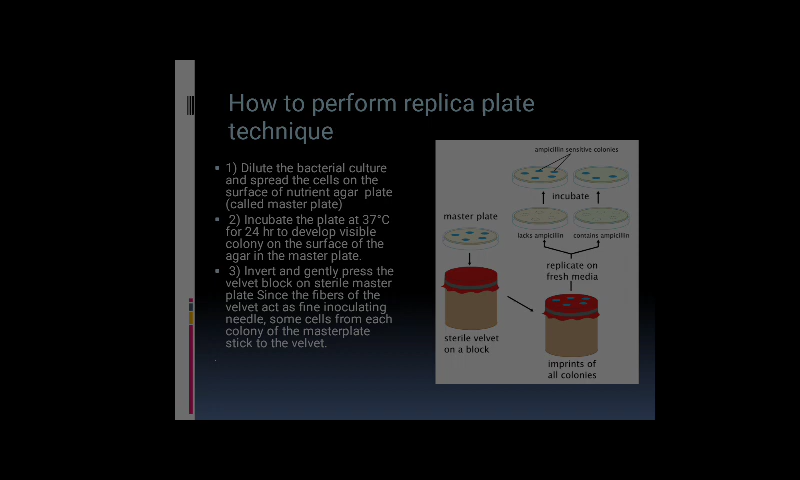 How to perform replica plate
technique
1) Dilute the bacterial culture
and spread the cells on the
surface of nutrient agar plate
(called master plate)
2) Incubate the plate at 37°C
for 24 hr to develop visible
colony on the surface of the
agar in the master plate.
3) Invert and gently press the
velvet block on sterile master
plate Since the fibers of the
velvet act as fine inoculating
needle, some cells from each
colony of the masterplate
stick to the velvet.
.
ampicillin sensitive colonies
incubate
master plate
lacks ampicillin contains ampicillin
replicate on
fresh media
sterile velvet
on a block
imprints of
all colonies